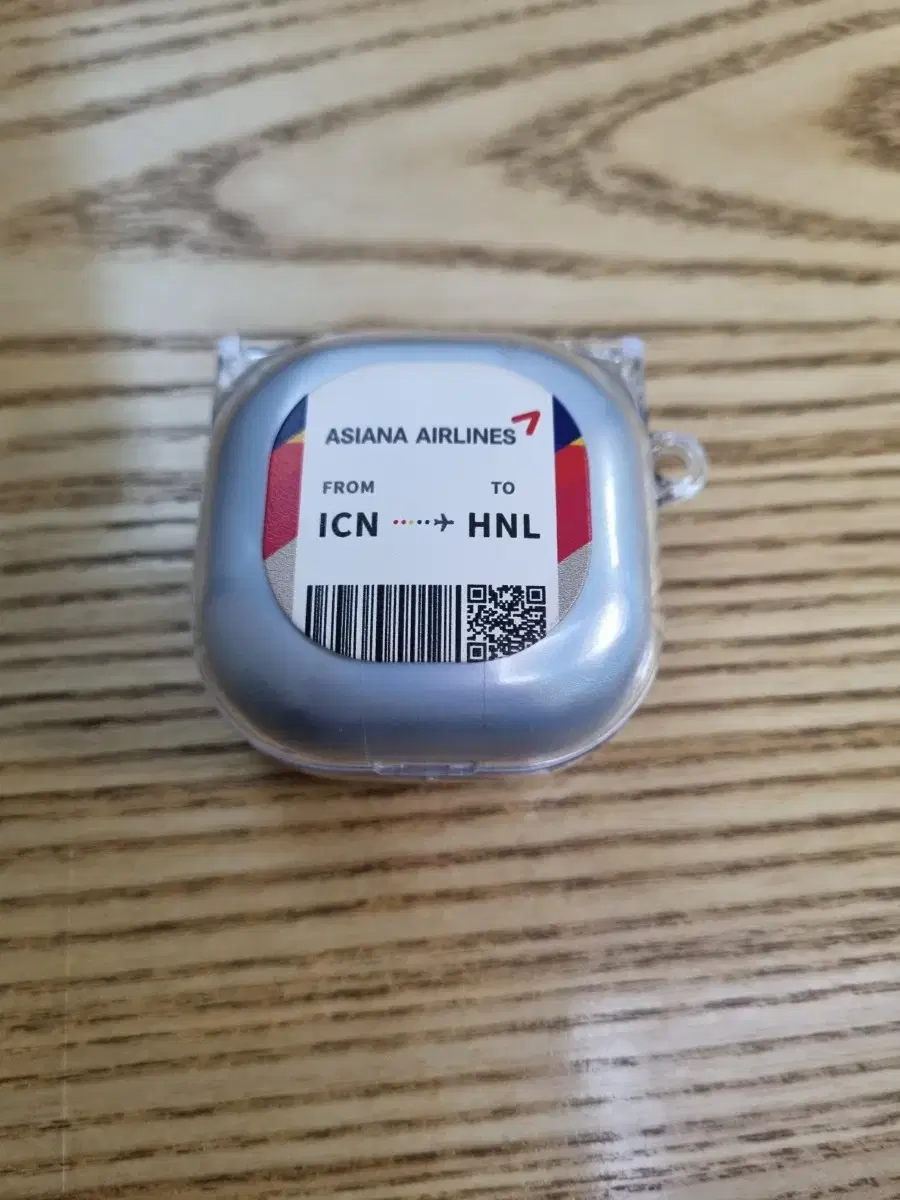 ASIANA AIRLINES
FROM TO
ICN HNL